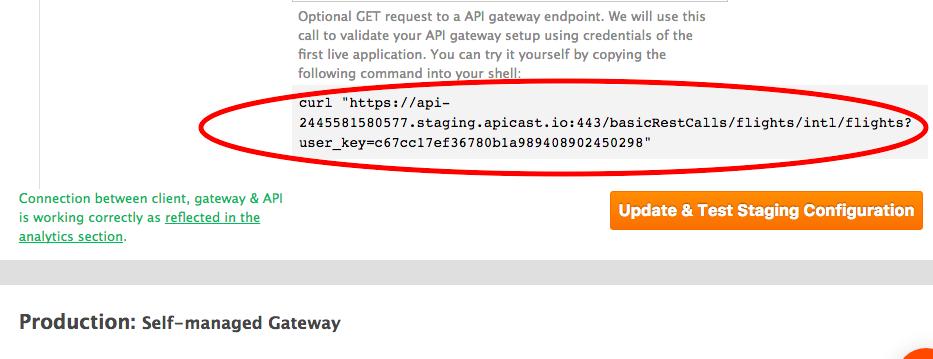 Optional GET request to a API gateway endpoint. We will use this
call to validate your API gateway setup using credentials of the
first live application. You can try it yourself by copying the
following command into your shell:
curl "https://api-
2445581580577.staging.apicast.io:443/basicRestCalls/flights/intl/flights?
user_key=c67cc17ef36780b1a989408902450298"
Connection between client, gateway & API
is working correctly as reflected in the
analytics section.
Update & Test Staging Configuration
Production: Self-managed Gateway